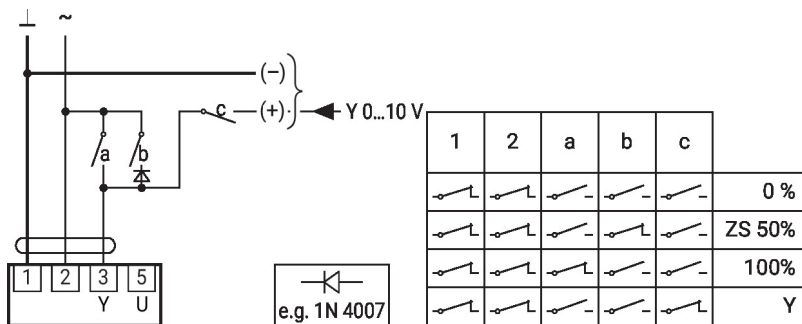 ⊥ ~
(−)
c (+) Y 0...10 V
a b
1 2 3 5
Y U
e.g. 1N 4007
1 2 a b c
0 %
ZS 50%
100%
Y